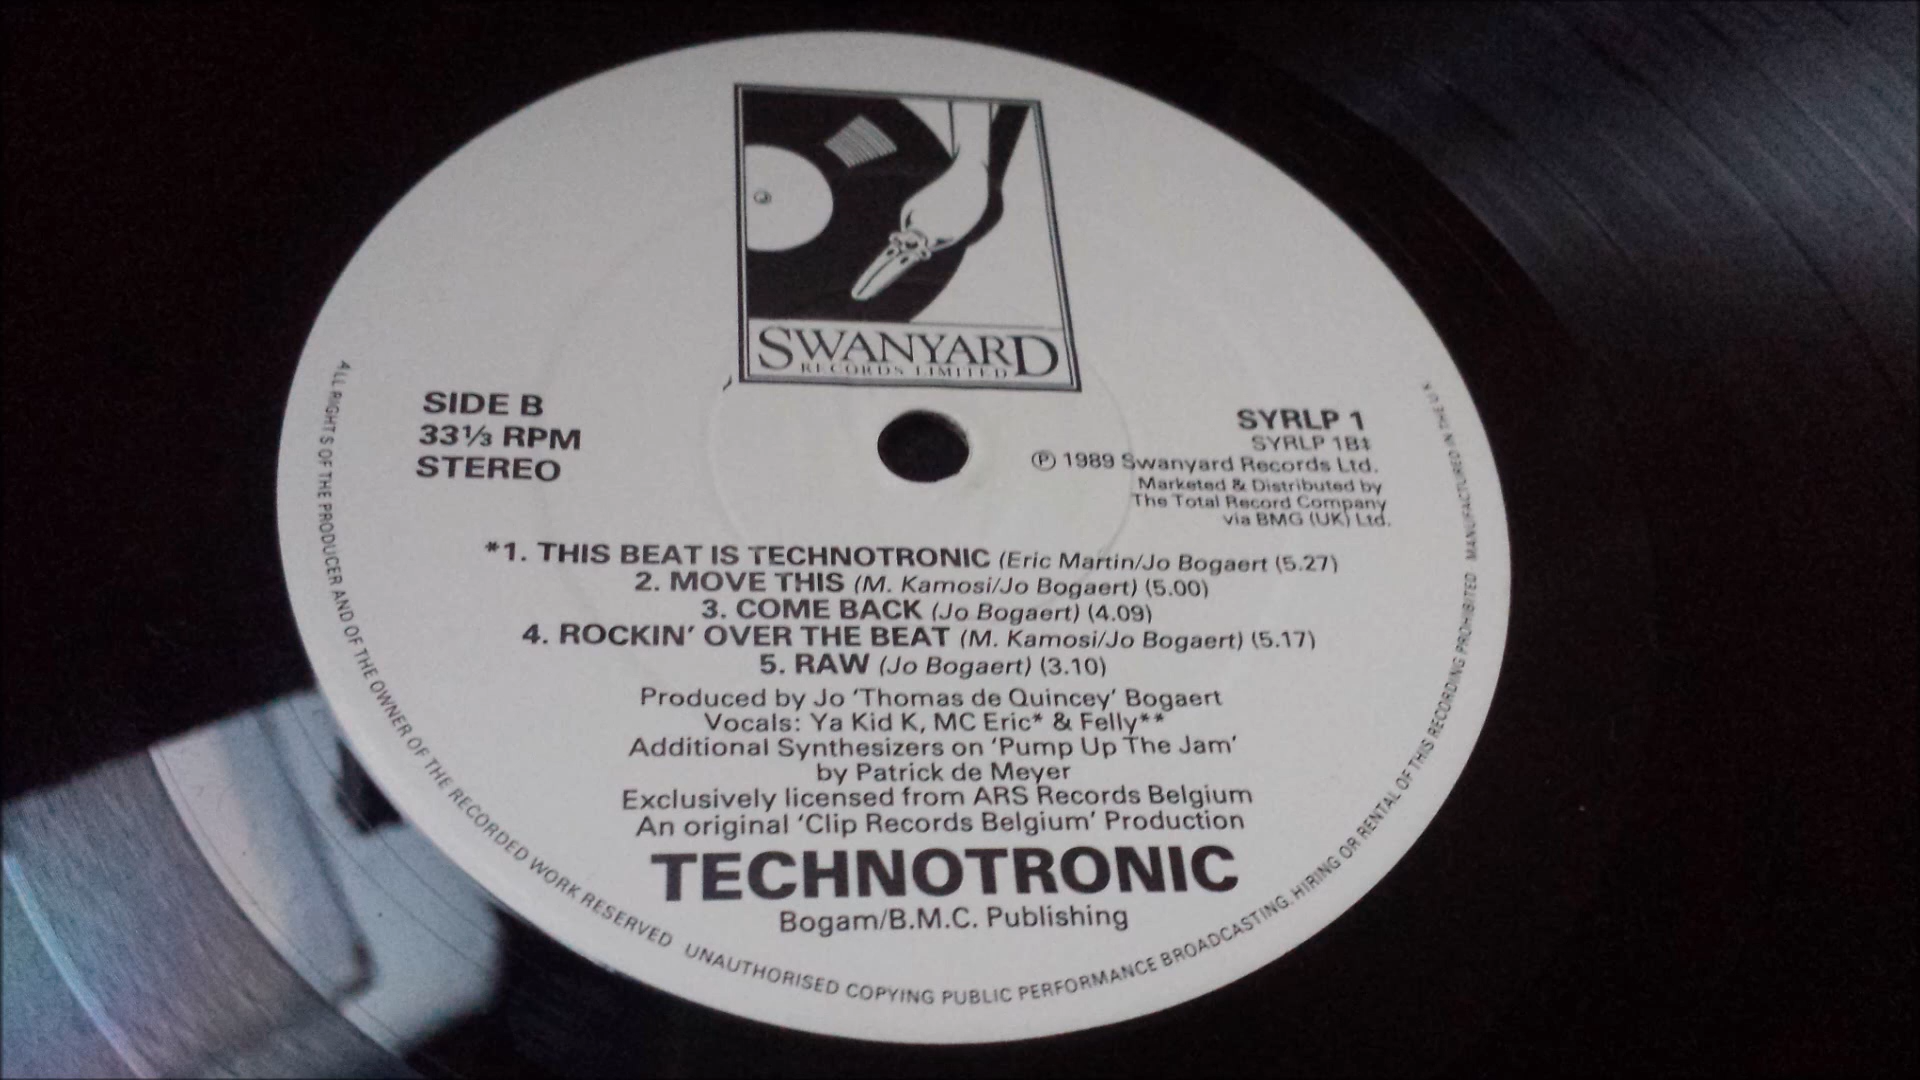 SWANYARD
RECORDS LIMITED
SIDE B
33⅓ RPM
STEREO
SYRLP 1
SYRLP 1B‡
℗ 1989 Swanyard Records Ltd.
Marketed & Distributed by
The Total Record Company
via BMG (UK) Ltd.
*1. THIS BEAT IS TECHNOTRONIC (Eric Martin/Jo Bogaert (5.27)
2. MOVE THIS (M. Kamosi/Jo Bogaert) (5.00)
3. COME BACK (Jo Bogaert) (4.09)
4. ROCKIN' OVER THE BEAT (M. Kamosi/Jo Bogaert) (5.17)
5. RAW (Jo Bogaert) (3.10)
Produced by Jo 'Thomas de Quincey' Bogaert
Vocals: Ya Kid K, MC Eric* & Felly**
Additional Synthesizers on 'Pump Up The Jam'
by Patrick de Meyer
Exclusively licensed from ARS Records Belgium
An original 'Clip Records Belgium' Production
TECHNOTRONIC
Bogam/B.M.C. Publishing
ALL RIGHTS OF THE PRODUCER AND OF THE OWNER OF THE RECORDED WORK RESERVED UNAUTHORISED COPYING PUBLIC PERFORMANCE BROADCASTING, HIRING OR RENTAL OF THIS RECORDING PROHIBITED MANUFACTURED IN THE U K